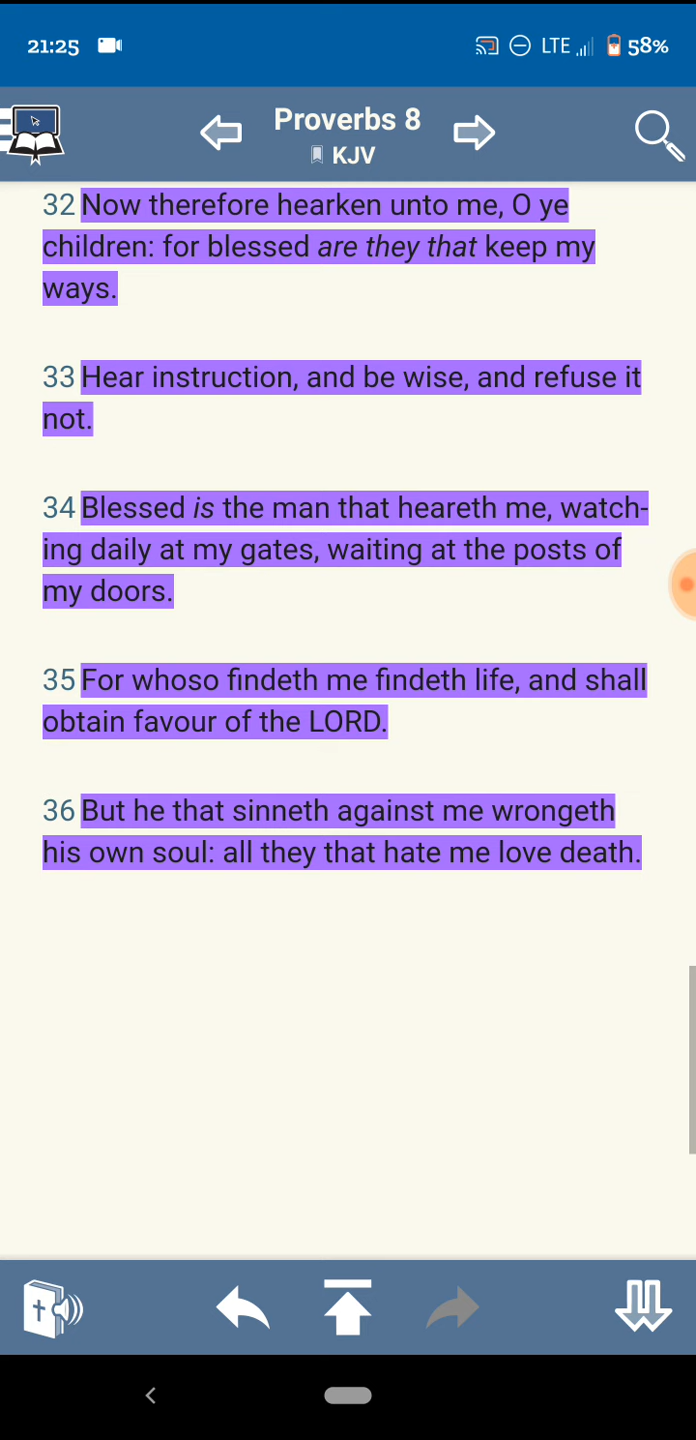 21:25 LTE 58%
Proverbs 8
KJV
32 Now therefore hearken unto me, O ye
children: for blessed are they that keep my
ways.
33 Hear instruction, and be wise, and refuse it
not.
34 Blessed is the man that heareth me, watch-
ing daily at my gates, waiting at the posts of
my doors.
35 For whoso findeth me findeth life, and shall
obtain favour of the LORD.
36 But he that sinneth against me wrongeth
his own soul: all they that hate me love death.